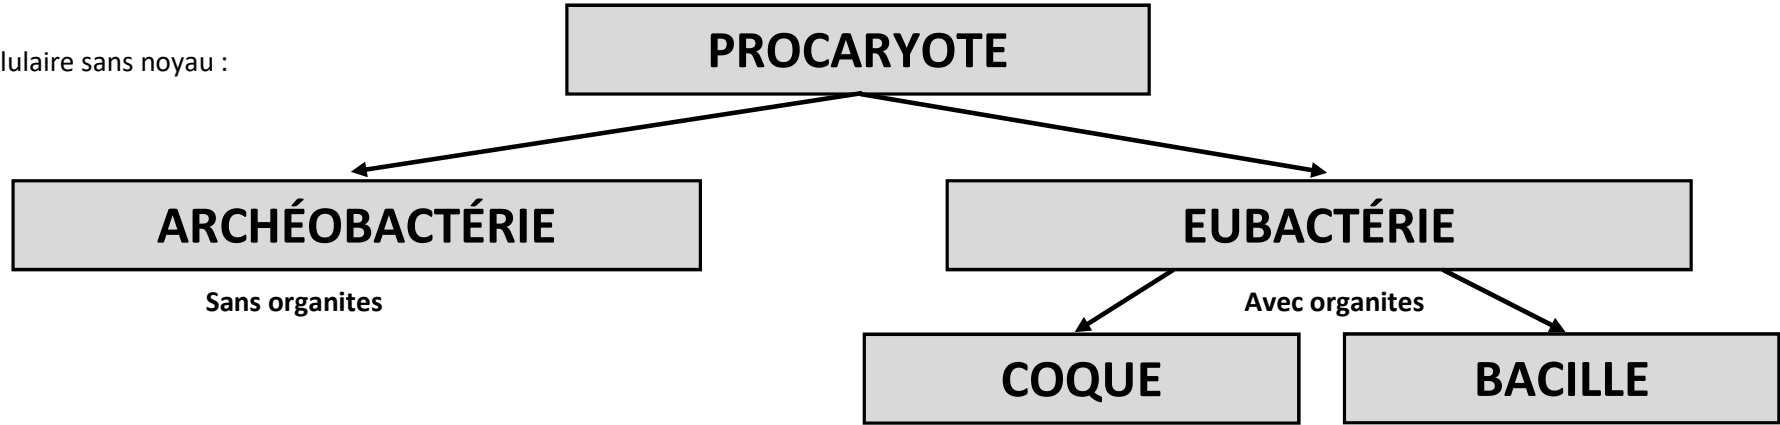 PROCARYOTE
lulaire sans noyau :
ARCHÉOBACTÉRIE
EUBACTÉRIE
Sans organites
Avec organites
COQUE
BACILLE